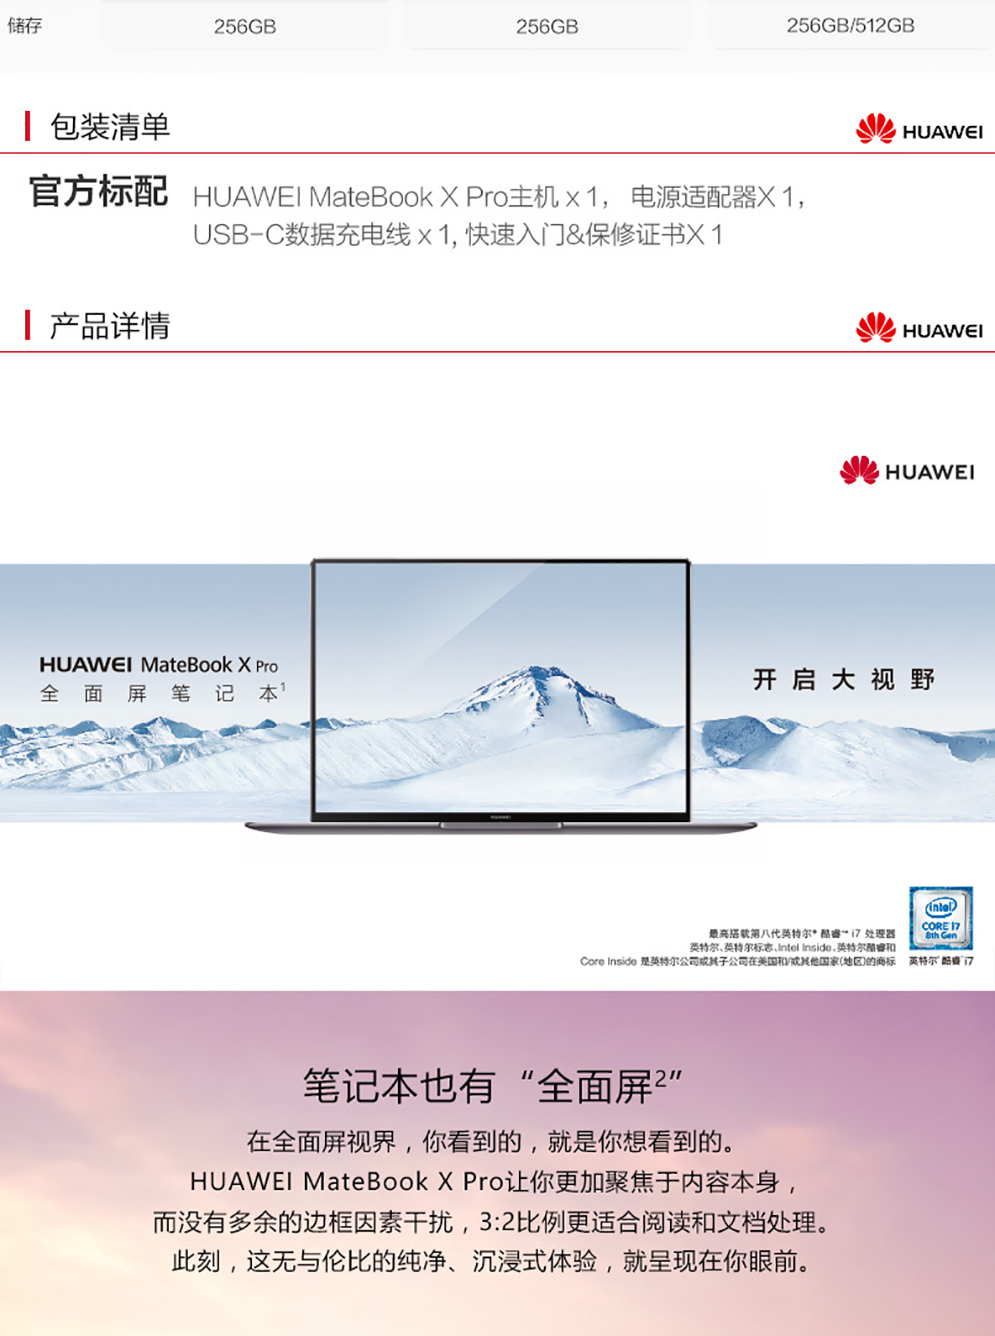 储存 256GB 256GB 256GB/512GB
包装清单 HUAWEI
官方标配 HUAWEI MateBook X Pro主机 x 1， 电源适配器X 1，
USB-C数据充电线 x 1, 快速入门&保修证书X 1
产品详情 HUAWEI
HUAWEI
HUAWEI MateBook X Pro
全面屏笔记本1
开启大视野
HUAWEI
最高搭载第八代英特尔® 酷睿™ i7 处理器
英特尔、英特尔标志、Intel Inside、英特尔酷睿和
Core Inside 是英特尔公司或其子公司在美国和/或其他国家(地区)的商标
intel
CORE i7
8th Gen
英特尔® 酷睿™ i7
笔记本也有“全面屏2”
在全面屏视界，你看到的，就是你想看到的。
HUAWEI MateBook X Pro让你更加聚焦于内容本身，
而没有多余的边框因素干扰，3:2比例更适合阅读和文档处理。
此刻，这无与伦比的纯净、沉浸式体验，就呈现在你眼前。